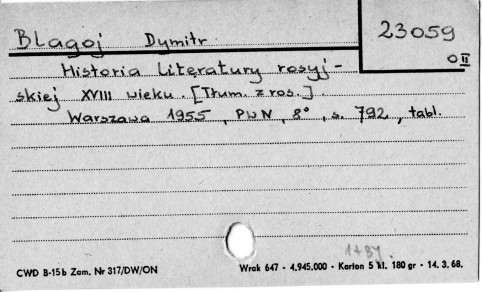 Blagoj Dymitr
23059
O II
Historia literatury rosyj-
skiej XVIII wieku. [Tłum. z ros.].
Warszawa 1955, PWN, 8°, s. 792, tabl.
CWD B-15b Zam. Nr 317/DW/ON
Wrak 647 - 4.945.000 - Karton 5 kl. 180 gr - 14. 3. 68.